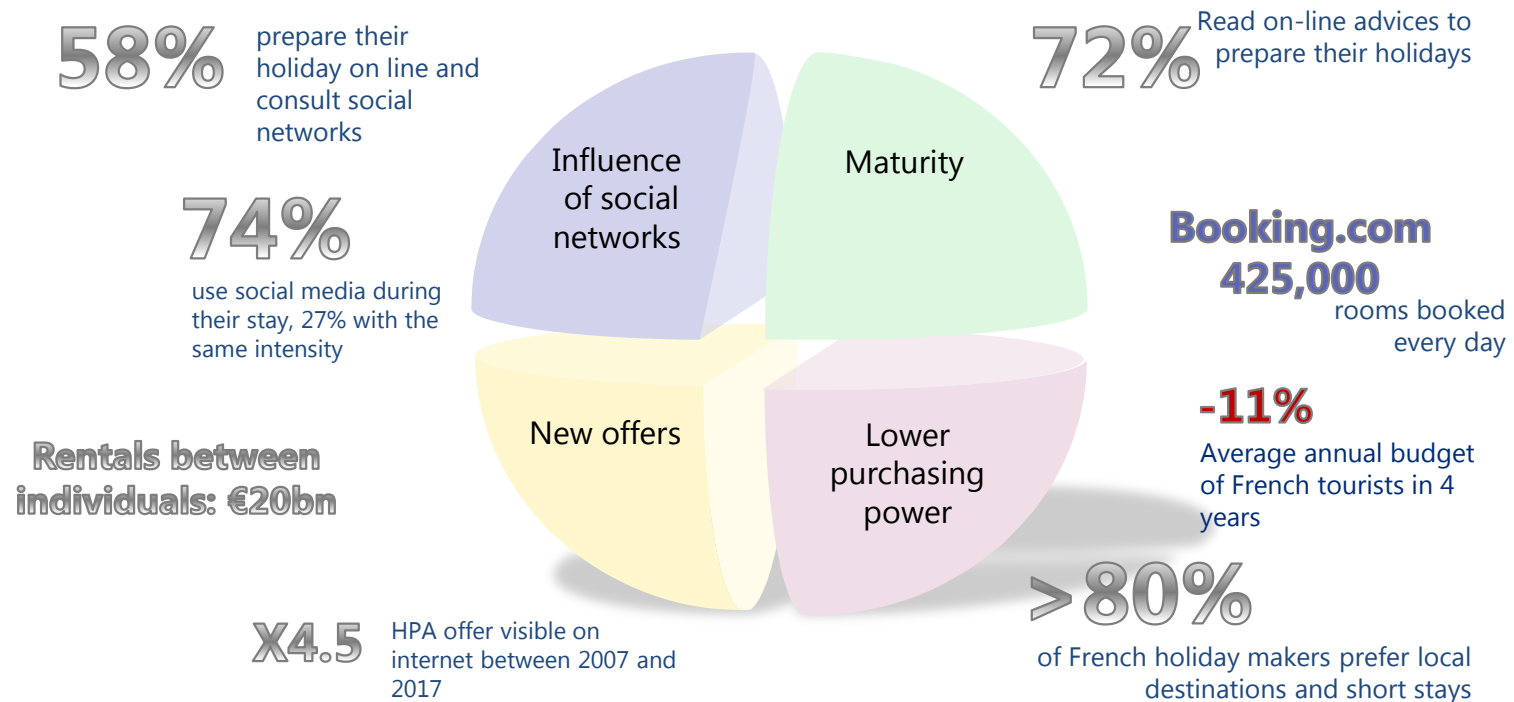 58%
prepare their
holiday on line and
consult social
networks
72%
Read on-line advices to
prepare their holidays
Influence
of social
networks
Maturity
74%
use social media during
their stay, 27% with the
same intensity
Booking.com
425,000
rooms booked
every day
New offers
Lower
purchasing
power
-11%
Average annual budget
of French tourists in 4
years
Rentals between
individuals: €20bn
>80%
of French holiday makers prefer local
destinations and short stays
X4.5
HPA offer visible on
internet between 2007 and
2017